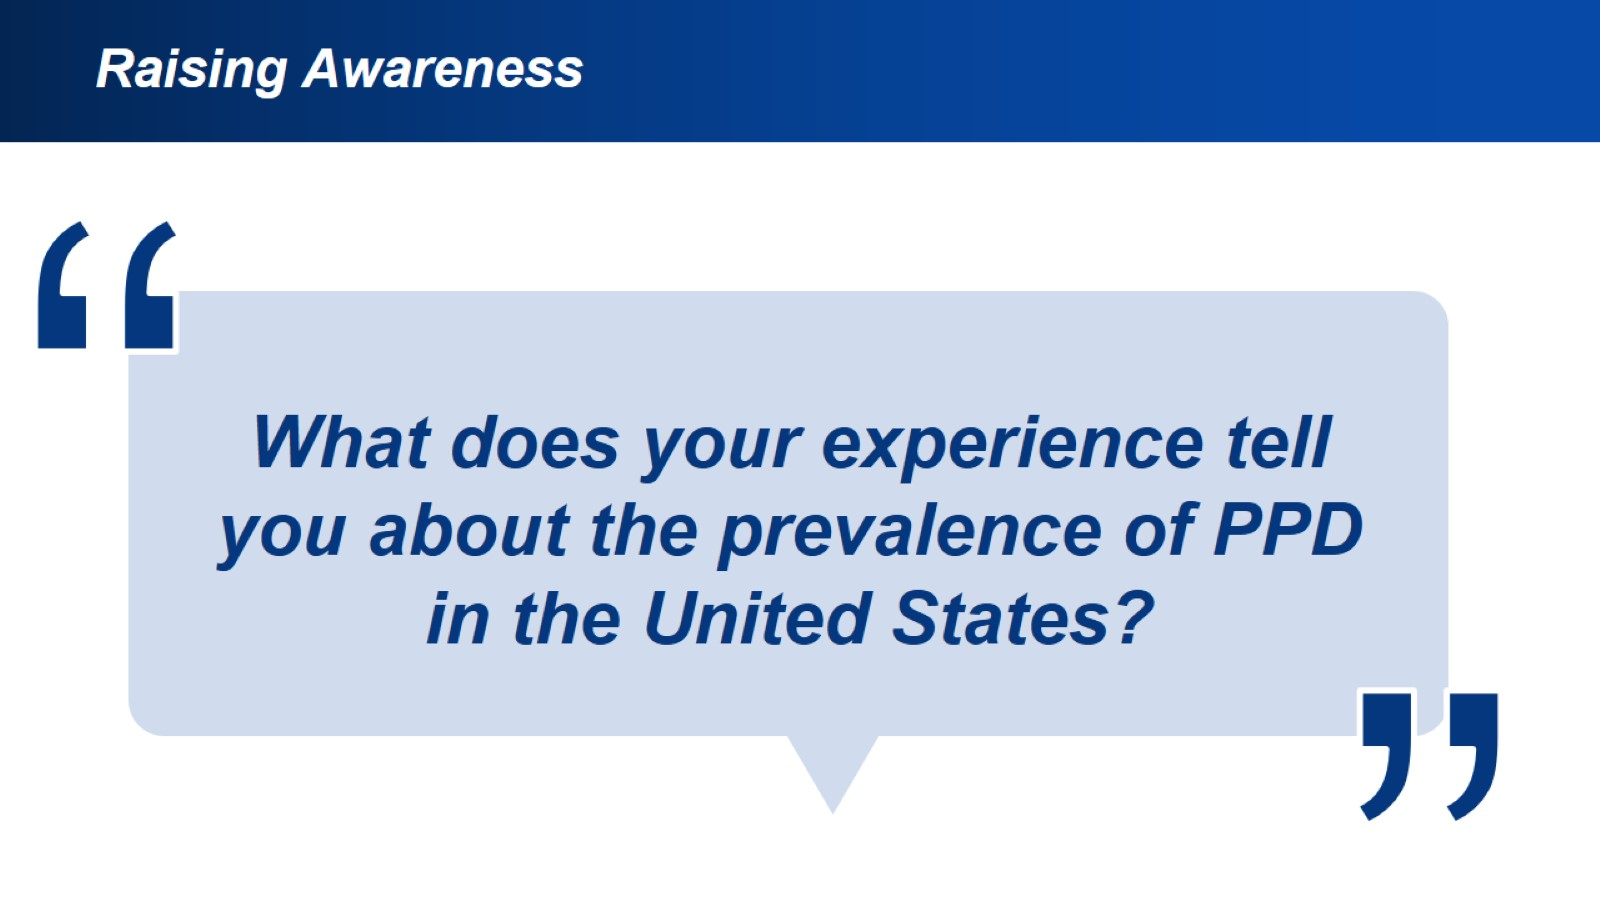 Raising Awareness
“
What does your experience tell
you about the prevalence of PPD
in the United States?
”